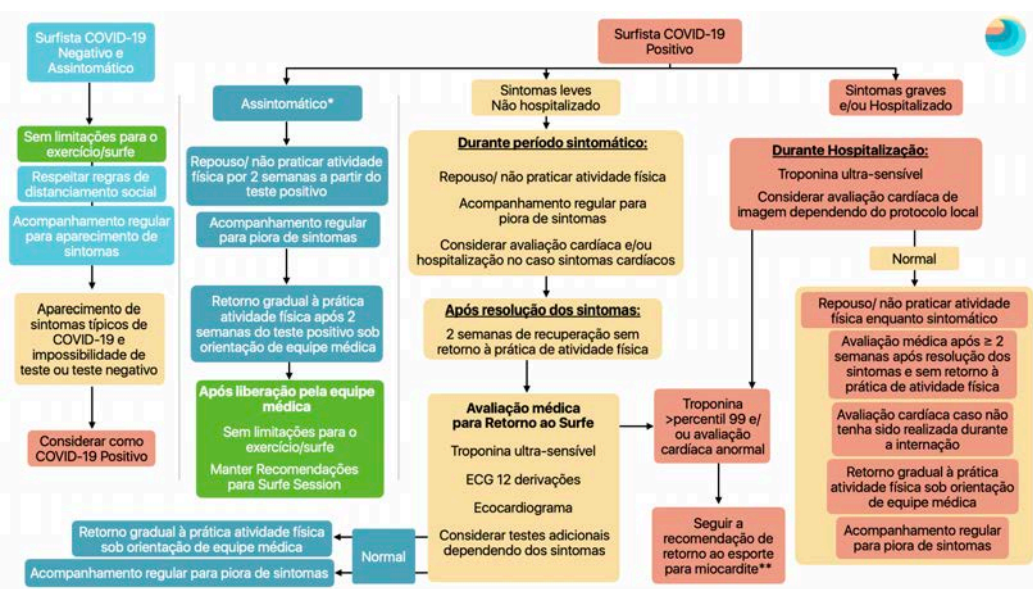 Surfista COVID-19
Negativo e
Assintomático
Sem limitações para o
exercício/surfe
Respeitar regras de
distanciamento social
Acompanhamento regular
para aparecimento de
sintomas
Aparecimento de
sintomas típicos de
COVID-19 e
impossibilidade de
teste ou teste negativo
Considerar como
COVID-19 Positivo
Surfista COVID-19
Positivo
Assintomático*
Repouso/ não praticar atividade
física por 2 semanas a partir do
teste positivo
Acompanhamento regular
para piora de sintomas
Retorno gradual à prática
atividade física após 2
semanas do teste positivo sob
orientação de equipe médica
Após liberação pela equipe
médica
Sem limitações para o
exercício/surfe
Manter Recomendações
para Surfe Session
Sintomas leves
Não hospitalizado
Durante período sintomático:
Repouso/ não praticar atividade física
Acompanhamento regular para
piora de sintomas
Considerar avaliação cardíaca e/ou
hospitalização no caso sintomas cardíacos
Após resolução dos sintomas:
2 semanas de recuperação sem
retorno à prática de atividade física
Avaliação médica
para Retorno ao Surfe
Troponina ultra-sensível
ECG 12 derivações
Ecocardiograma
Considerar testes adicionais
dependendo dos sintomas
Normal
Retorno gradual à prática atividade física
sob orientação de equipe médica
Acompanhamento regular para piora de sintomas
Sintomas graves
e/ou Hospitalizado
Durante Hospitalização:
Troponina ultra-sensível
Considerar avaliação cardíaca de
imagem dependendo do protocolo local
Troponina
>percentil 99 e/
ou avaliação
cardíaca anormal
Seguir a
recomendação de
retorno ao esporte
para miocardite**
Normal
Repouso/ não praticar atividade
física enquanto sintomático
Avaliação médica após ≥ 2
semanas após resolução dos
sintomas e sem retorno à
prática de atividade física
Avaliação cardíaca caso não
tenha sido realizada durante
a internação
Retorno gradual à prática
atividade física sob orientação
de equipe médica
Acompanhamento regular
para piora de sintomas